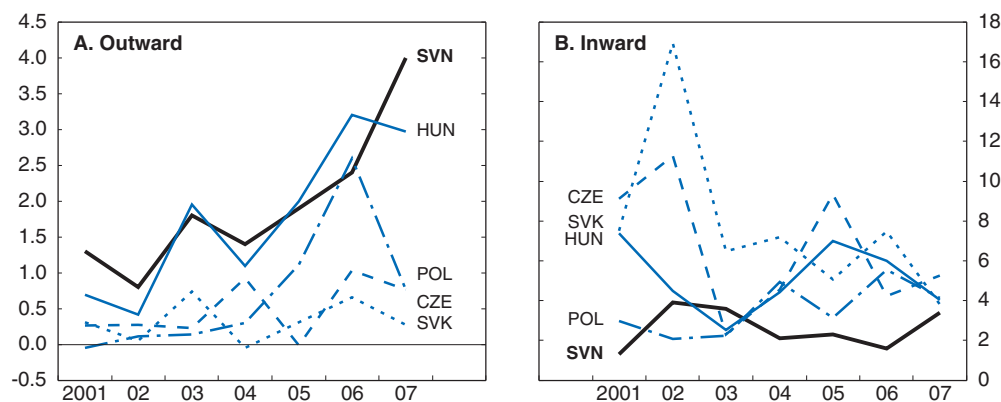 A. Outward
4.5
4.0
3.5
3.0
2.5
2.0
1.5
1.0
0.5
0.0
-0.5
SVN
HUN
POL
CZE
SVK
2001 02 03 04 05 06 07
B. Inward
18
16
14
12
10
8
6
4
2
0
CZE
SVK
HUN
POL
SVN
2001 02 03 04 05 06 07